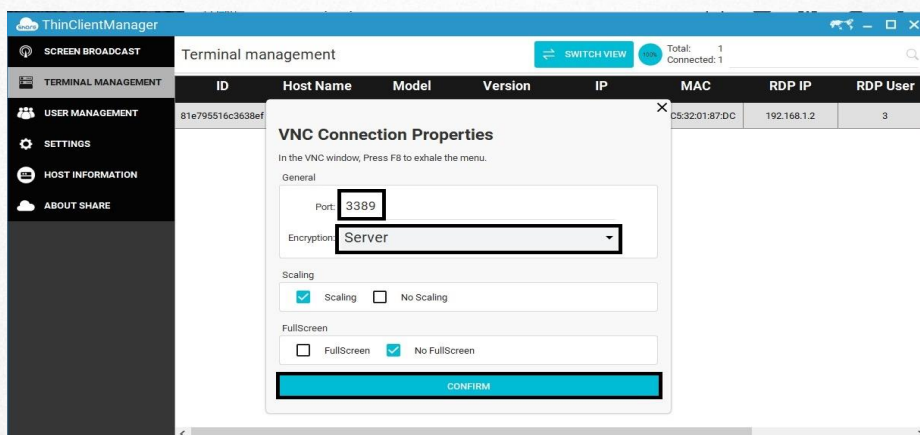 share ThinClientManager
SCREEN BROADCAST
TERMINAL MANAGEMENT
USER MANAGEMENT
SETTINGS
HOST INFORMATION
ABOUT SHARE
Terminal management
SWITCH VIEW
100%
Total: 1
Connected: 1
ID Host Name Model Version IP MAC RDP IP RDP User
81e795516c3638ef C5:32:01:87:DC 192.168.1.2 3
VNC Connection Properties
In the VNC window, Press F8 to exhale the menu.
General
Port: 3389
Encryption: Server
Scaling
Scaling No Scaling
FullScreen
FullScreen No FullScreen
CONFIRM